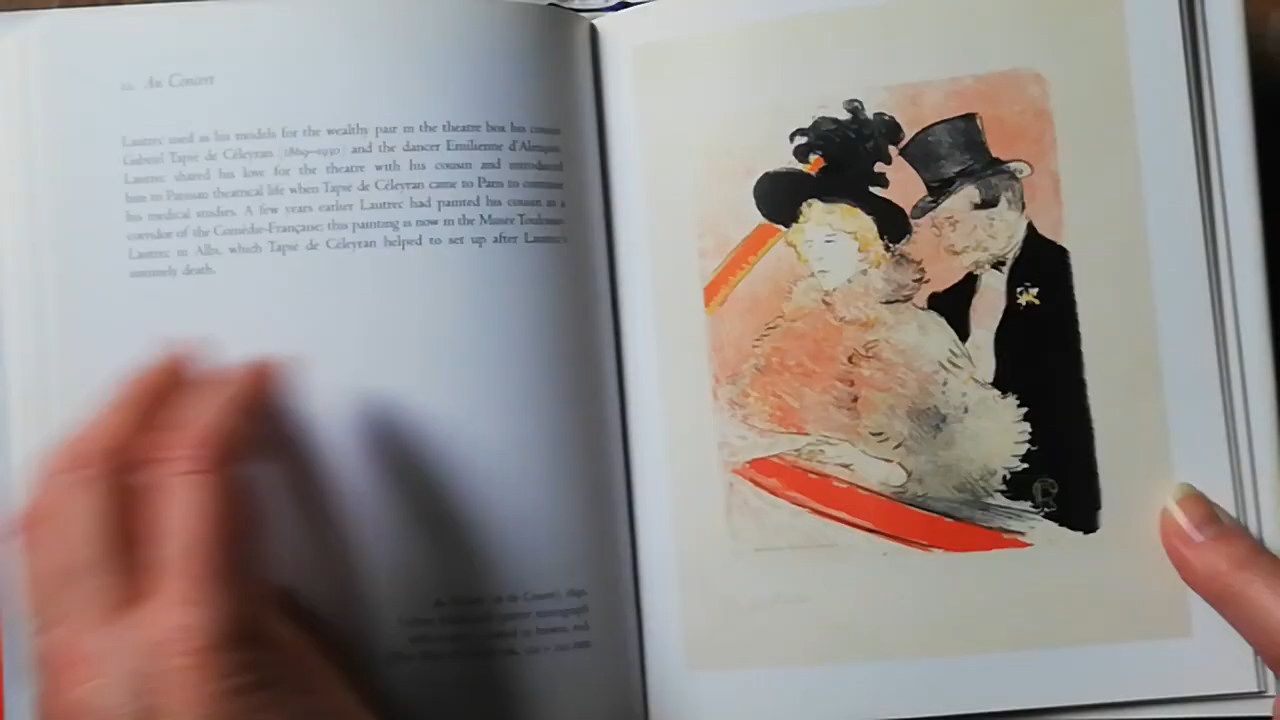 Au Concert
Lautrec used as his models for the wealthy pair in the theatre box his cousin
Gabriel Tapié de Céleyran (1869–1930) and the dancer Emilienne d'Alençon.
Lautrec shared his love for the theatre with his cousin and introduced
him to Parisian theatrical life when Tapié de Céleyran came to Paris to continue
his medical studies. A few years earlier Lautrec had painted his cousin in a
corridor of the Comédie-Française; this painting is now in the Musée Toulouse-
Lautrec in Albi, which Tapié de Céleyran helped to set up after Lautrec's
untimely death.